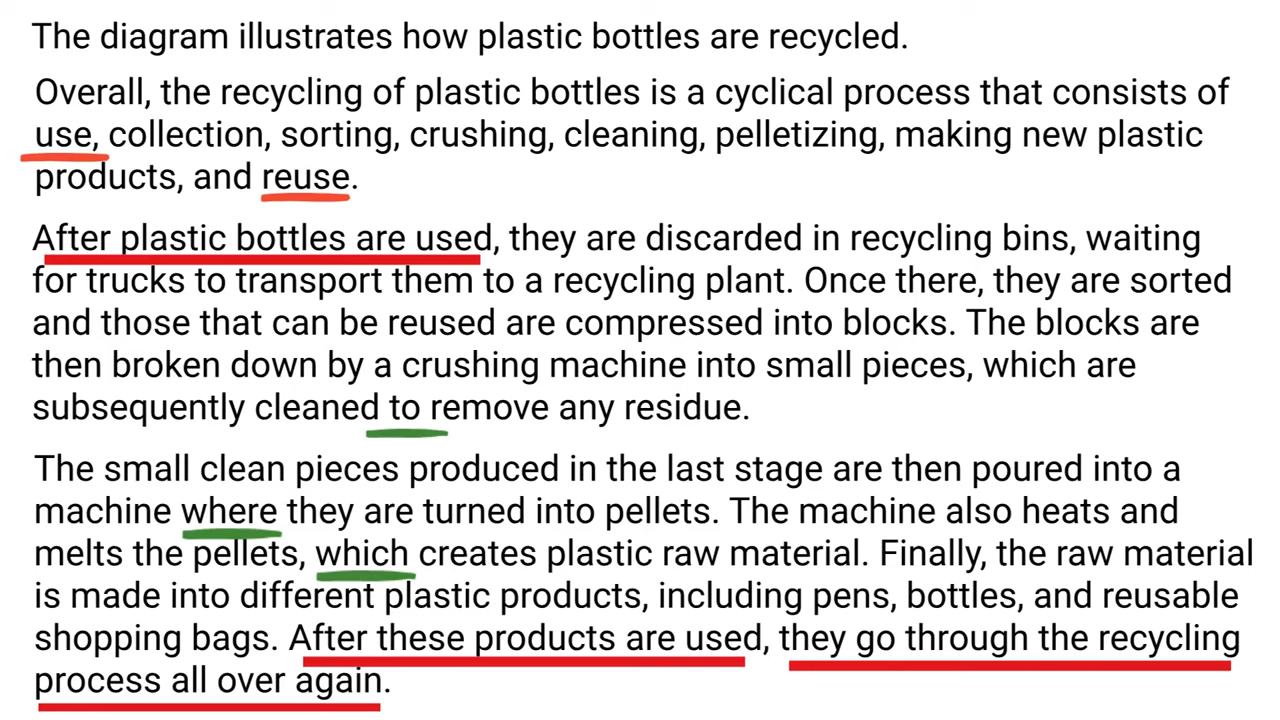 The diagram illustrates how plastic bottles are recycled.
Overall, the recycling of plastic bottles is a cyclical process that consists of
use, collection, sorting, crushing, cleaning, pelletizing, making new plastic
products, and reuse.
After plastic bottles are used, they are discarded in recycling bins, waiting
for trucks to transport them to a recycling plant. Once there, they are sorted
and those that can be reused are compressed into blocks. The blocks are
then broken down by a crushing machine into small pieces, which are
subsequently cleaned to remove any residue.
The small clean pieces produced in the last stage are then poured into a
machine where they are turned into pellets. The machine also heats and
melts the pellets, which creates plastic raw material. Finally, the raw material
is made into different plastic products, including pens, bottles, and reusable
shopping bags. After these products are used, they go through the recycling
process all over again.